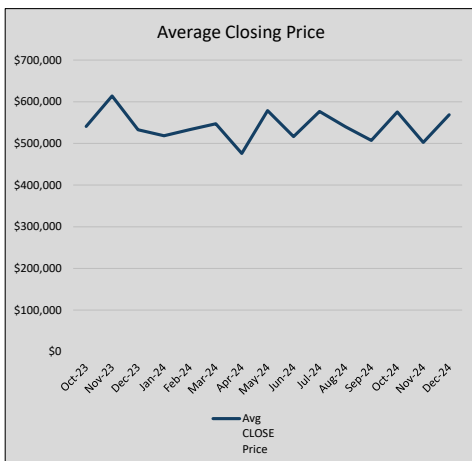 Average Closing Price
$700,000
$600,000
$500,000
$400,000
$300,000
$200,000
$100,000
$0
Oct-23
Nov-23
Dec-23
Jan-24
Feb-24
Mar-24
Apr-24
May-24
Jun-24
Jul-24
Aug-24
Sep-24
Oct-24
Nov-24
Dec-24
Avg
CLOSE
Price